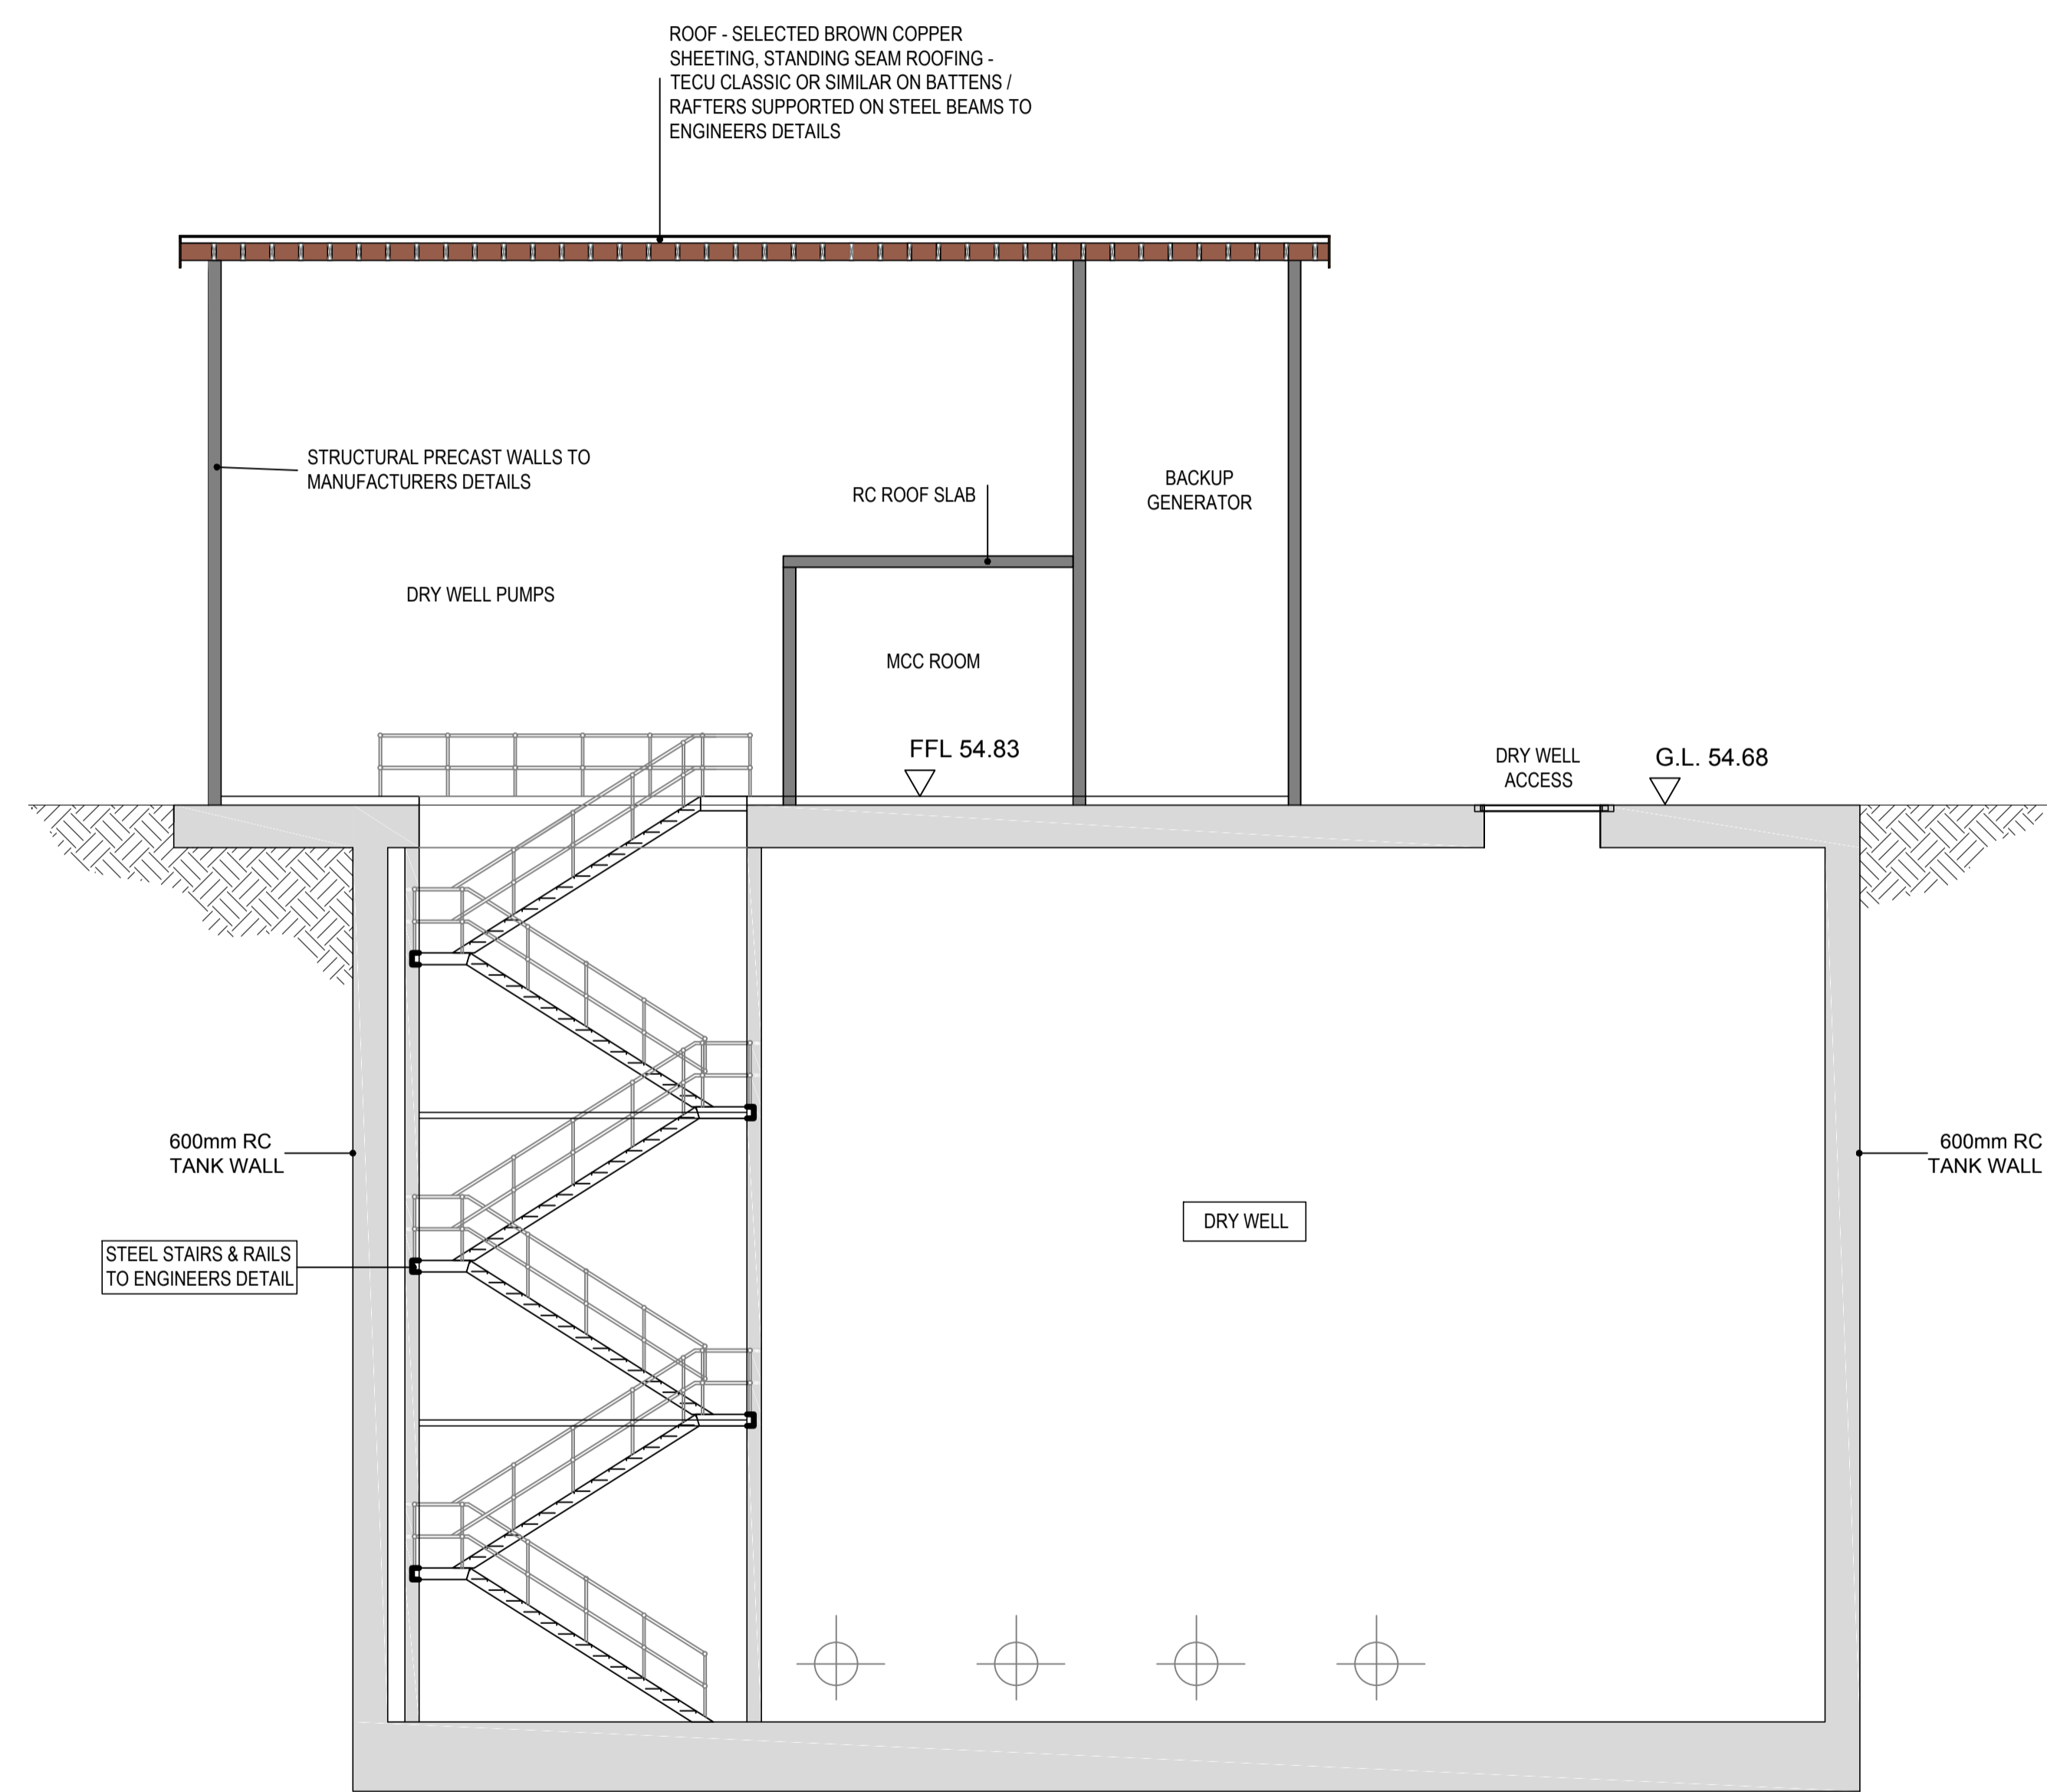 ROOF - SELECTED BROWN COPPER
SHEETING, STANDING SEAM ROOFING -
TECU CLASSIC OR SIMILAR ON BATTENS /
RAFTERS SUPPORTED ON STEEL BEAMS TO
ENGINEERS DETAILS
STRUCTURAL PRECAST WALLS TO
MANUFACTURERS DETAILS
RC ROOF SLAB
BACKUP
GENERATOR
DRY WELL PUMPS
MCC ROOM
FFL 54.83
DRY WELL
ACCESS
G.L. 54.68
600mm RC
TANK WALL
600mm RC
TANK WALL
DRY WELL
STEEL STAIRS & RAILS
TO ENGINEERS DETAIL